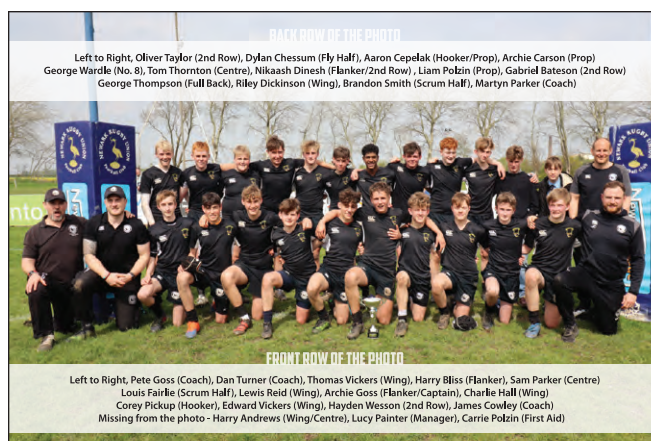 BACK ROW OF THE PHOTO
Left to Right, Oliver Taylor (2nd Row), Dylan Chessum (Fly Half), Aaron Cepelak (Hooker/Prop), Archie Carson (Prop)
George Wardle (No. 8), Tom Thornton (Centre), Nikaash Dinesh (Flanker/2nd Row) , Liam Polzin (Prop), Gabriel Bateson (2nd Row)
George Thompson (Full Back), Riley Dickinson (Wing), Brandon Smith (Scrum Half), Martyn Parker (Coach)
NEWARK RUGBY UNION
NEWARK RUGBY UNION
FRONT ROW OF THE PHOTO
Left to Right, Pete Goss (Coach), Dan Turner (Coach), Thomas Vickers (Wing), Harry Bliss (Flanker), Sam Parker (Centre)
Louis Fairlie (Scrum Half), Lewis Reid (Wing), Archie Goss (Flanker/Captain), Charlie Hall (Wing)
Corey Pickup (Hooker), Edward Vickers (Wing), Hayden Wesson (2nd Row), James Cowley (Coach)
Missing from the photo - Harry Andrews (Wing/Centre), Lucy Painter (Manager), Carrie Polzin (First Aid)